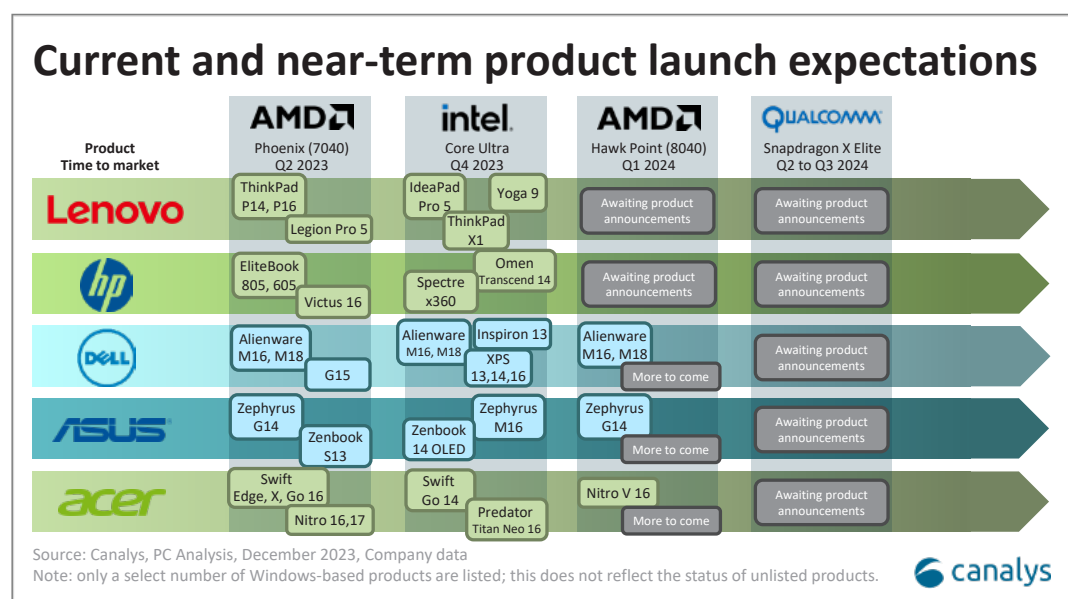 Current and near-term product launch expectations
AMD
intel.
AMD
QUALCOMM
Product
Time to market
Phoenix (7040)
Q2 2023
Core Ultra
Q4 2023
Hawk Point (8040)
Q1 2024
Snapdragon X Elite
Q2 to Q3 2024
Lenovo
ThinkPad
P14, P16
Legion Pro 5
IdeaPad
Pro 5
Yoga 9
ThinkPad
X1
Awaiting product
announcements
Awaiting product
announcements
hp
EliteBook
805, 605
Victus 16
Omen
Transcend 14
Spectre
x360
Awaiting product
announcements
Awaiting product
announcements
DELL
Alienware
M16, M18
G15
Alienware
M16, M18
Inspiron 13
XPS
13,14,16
Alienware
M16, M18
More to come
Awaiting product
announcements
ASUS
Zephyrus
G14
Zenbook
S13
Zephyrus
M16
Zenbook
14 OLED
Zephyrus
G14
More to come
Awaiting product
announcements
acer
Swift
Edge, X, Go 16
Nitro 16,17
Swift
Go 14
Predator
Titan Neo 16
Nitro V 16
More to come
Awaiting product
announcements
Source: Canalys, PC Analysis, December 2023, Company data
Note: only a select number of Windows-based products are listed; this does not reflect the status of unlisted products.
canalys